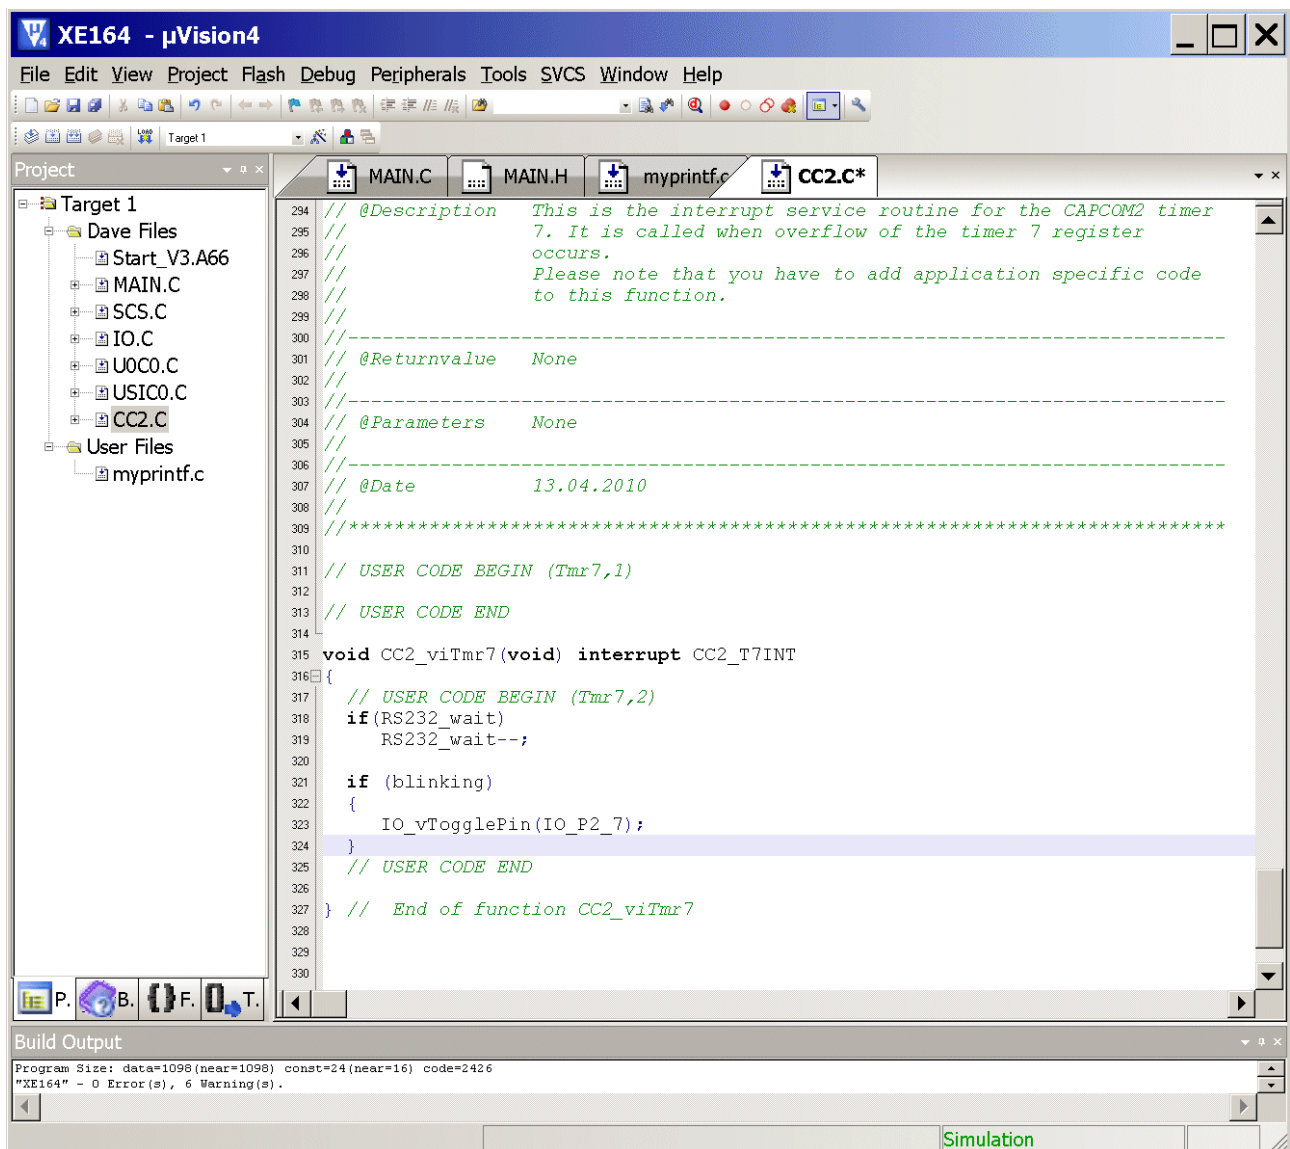 XE164 - µVision4
File Edit View Project Flash Debug Peripherals Tools SVCS Window Help
LOAD Target 1
Project
MAIN.C MAIN.H myprintf.c CC2.C*
Target 1
Dave Files
Start_V3.A66
MAIN.C
SCS.C
IO.C
U0C0.C
USIC0.C
CC2.C
User Files
myprintf.c
P. B. F. T.
294 // @Description This is the interrupt service routine for the CAPCOM2 timer
295 // 7. It is called when overflow of the timer 7 register
296 // occurs.
297 // Please note that you have to add application specific code
298 // to this function.
299 //
300 //----------------------------------------------------------------------------
301 // @Returnvalue None
302 //
303 //----------------------------------------------------------------------------
304 // @Parameters None
305 //
306 //----------------------------------------------------------------------------
307 // @Date 13.04.2010
308 //
309 //****************************************************************************
310
311 // USER CODE BEGIN (Tmr7,1)
312
313 // USER CODE END
314
315 void CC2_viTmr7(void) interrupt CC2_T7INT
316 {
317 // USER CODE BEGIN (Tmr7,2)
318 if(RS232_wait)
319 RS232_wait--;
320
321 if (blinking)
322 {
323 IO_vTogglePin(IO_P2_7);
324 }
325 // USER CODE END
326
327 } // End of function CC2_viTmr7
328
329
330
Build Output
Program Size: data=1098(near=1098) const=24(near=16) code=2426
"XE164" - 0 Error(s), 6 Warning(s).
Simulation